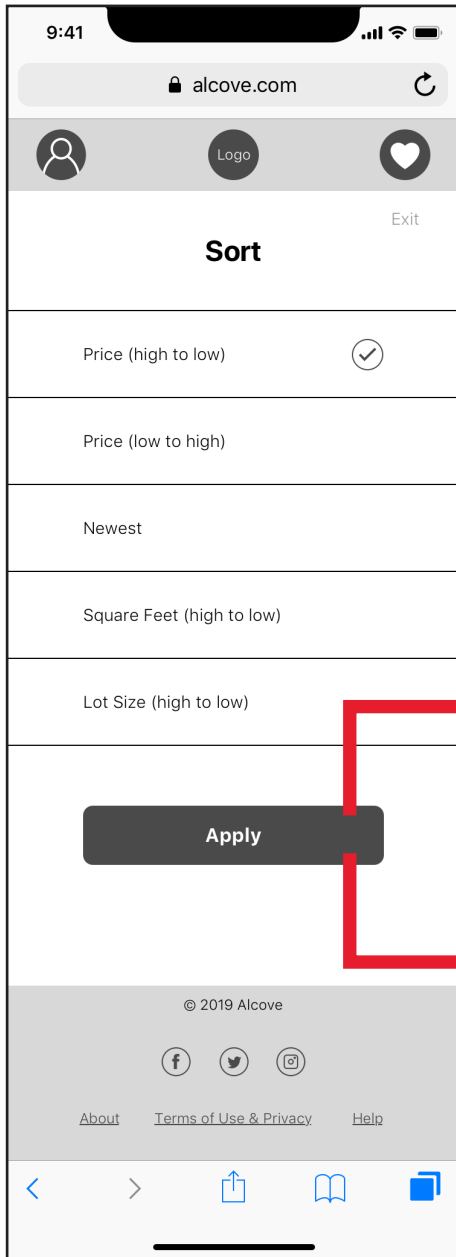 9:41
alcove.com
Logo
Exit
Sort
Price (high to low)
Price (low to high)
Newest
Square Feet (high to low)
Lot Size (high to low)
Apply
© 2019 Alcove
About Terms of Use & Privacy Help